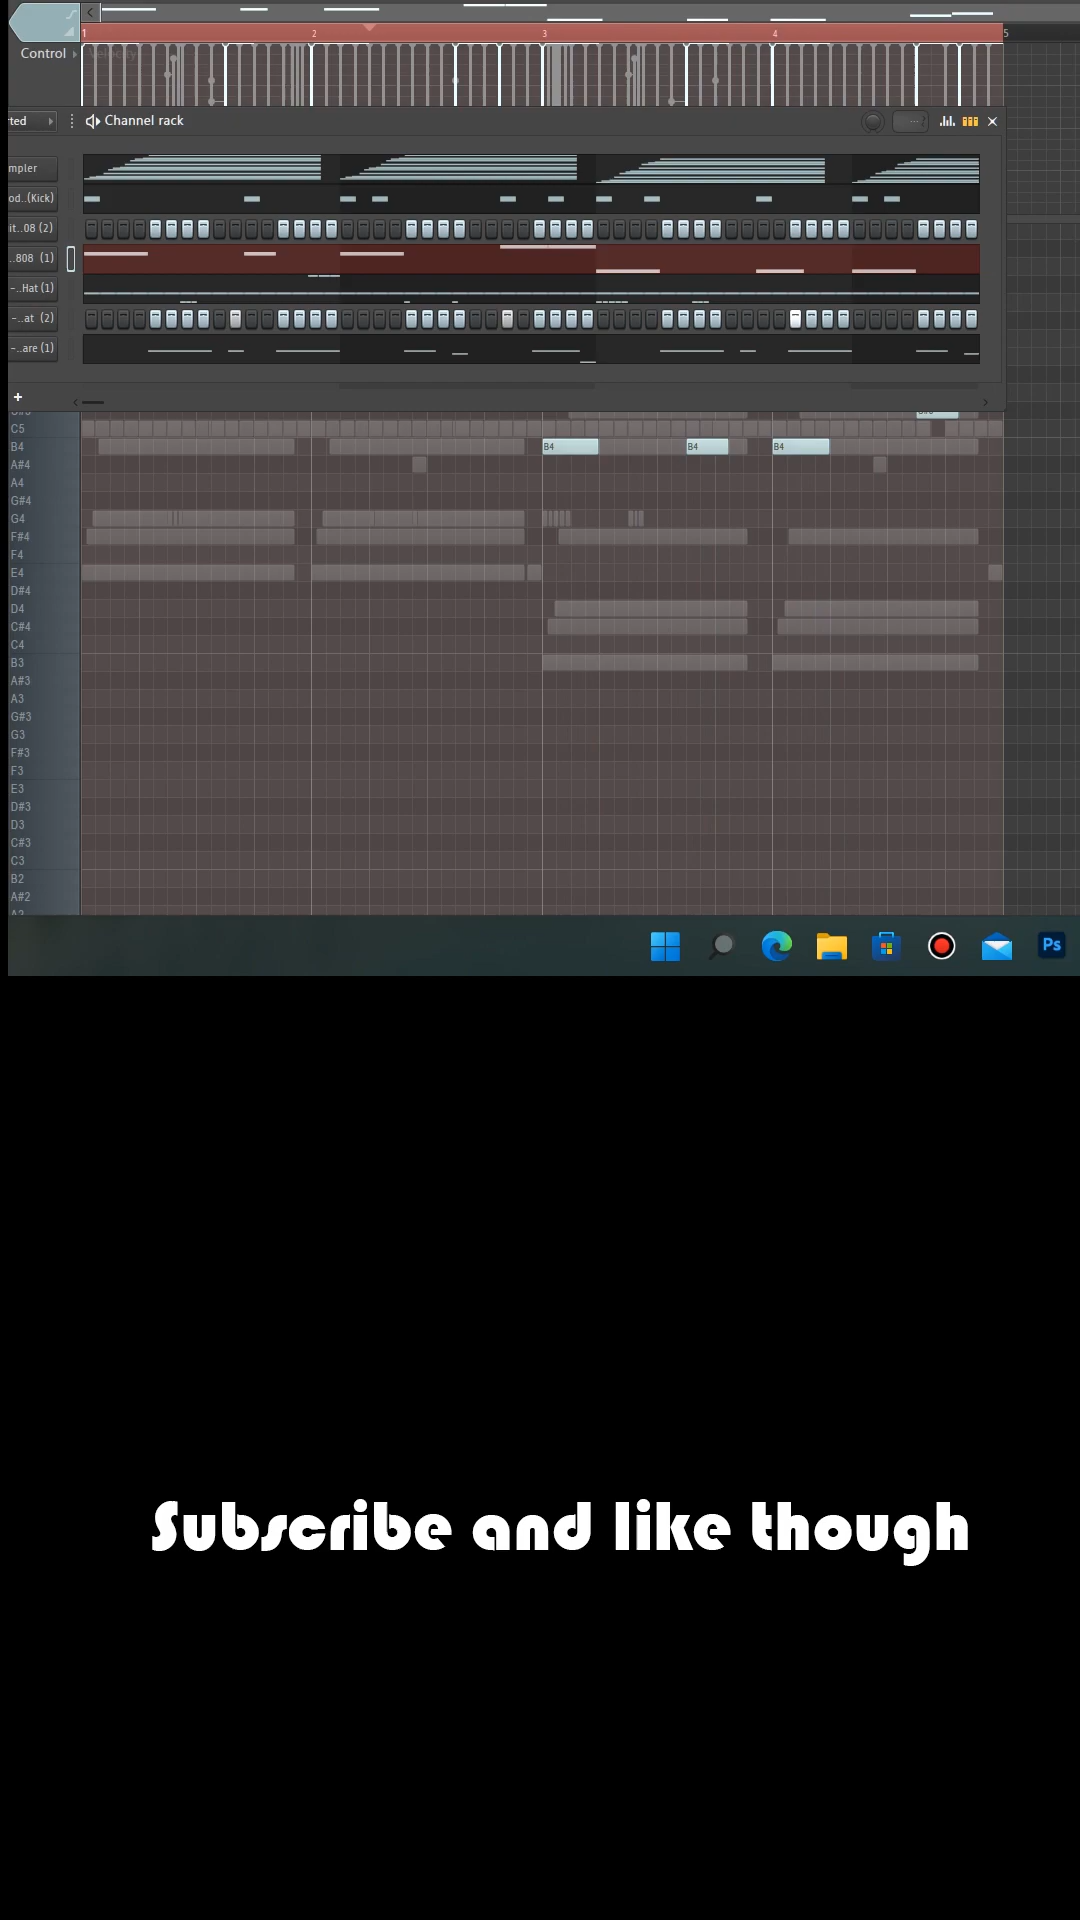 1 2 3 4 5
Control
rted Channel rack
mpler
od..(Kick)
it..08 (2)
..808 (1)
-..Hat (1)
-..at (2)
-..are (1)
+
C5
B4 B4 B4 B4
A#4
A4
G#4
G4
F#4
F4
E4
D#4
D4
C#4
C4
B3
A#3
A3
G#3
G3
F#3
F3
E3
D#3
D3
C#3
C3
B2
A#2
Ps
Subscribe and like though